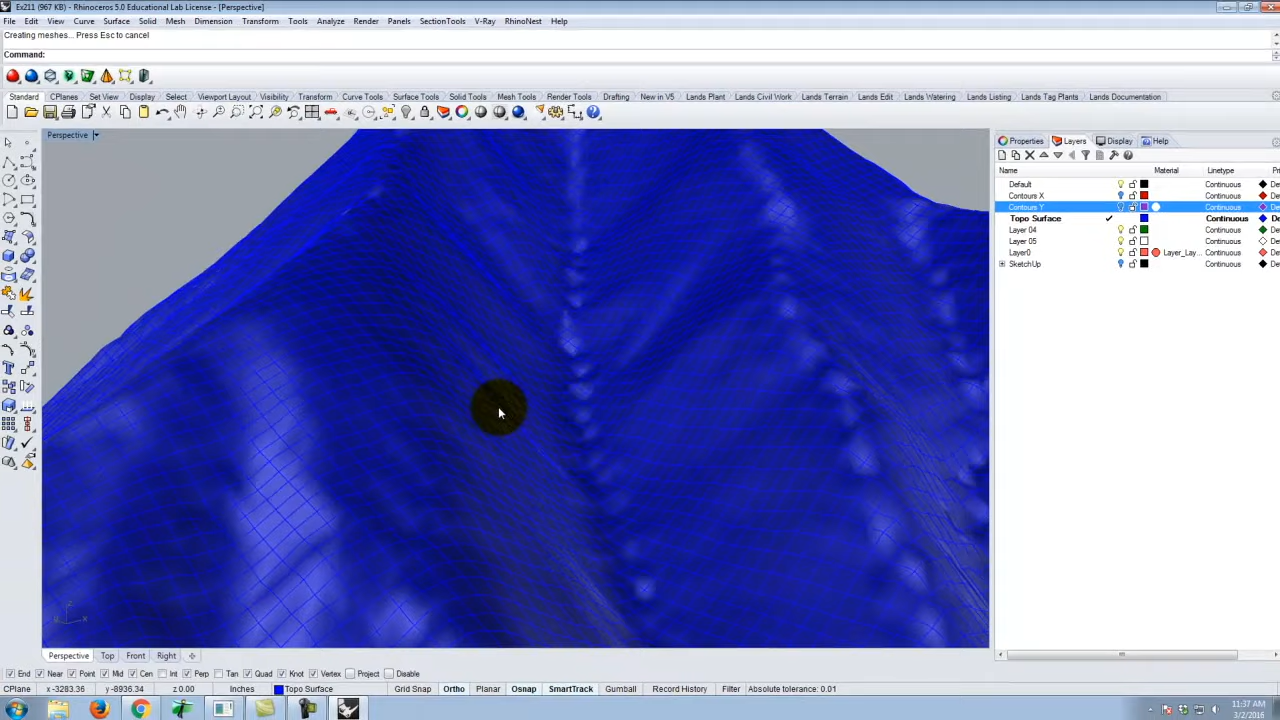 Ex211 (967 KB) - Rhinoceros 5.0 Educational Lab License - [Perspective]
File Edit View Curve Surface Solid Mesh Dimension Transform Tools Analyze Render Panels SectionTools V-Ray RhinoNest Help
Creating meshes... Press Esc to cancel
Command:
Standard CPlanes Set View Display Select Viewport Layout Visibility Transform Curve Tools Surface Tools Solid Tools Mesh Tools Render Tools Drafting New in V5 Lands Plant Lands Civil Work Lands Terrain Lands Edit Lands Watering Lands Listing Lands Tag Plants Lands Documentation
Perspective
Properties Layers Display Help
Name Material Linetype
Default Continuous
Contours X Continuous
Contours Y Continuous
Topo Surface Continuous
Layer 04 Continuous
Layer 05 Continuous
Layer0 Layer_Lay... Continuous
SketchUp Continuous
z
x
Perspective Top Front Right
End Near Point Mid Cen Int Perp Tan Quad Knot Vertex Project Disable
CPlane x -3283.36 y -8936.34 z 0.00 Inches Topo Surface Grid Snap Ortho Planar Osnap SmartTrack Gumball Record History Filter Absolute tolerance: 0.01
11:37 AM
3/2/2016